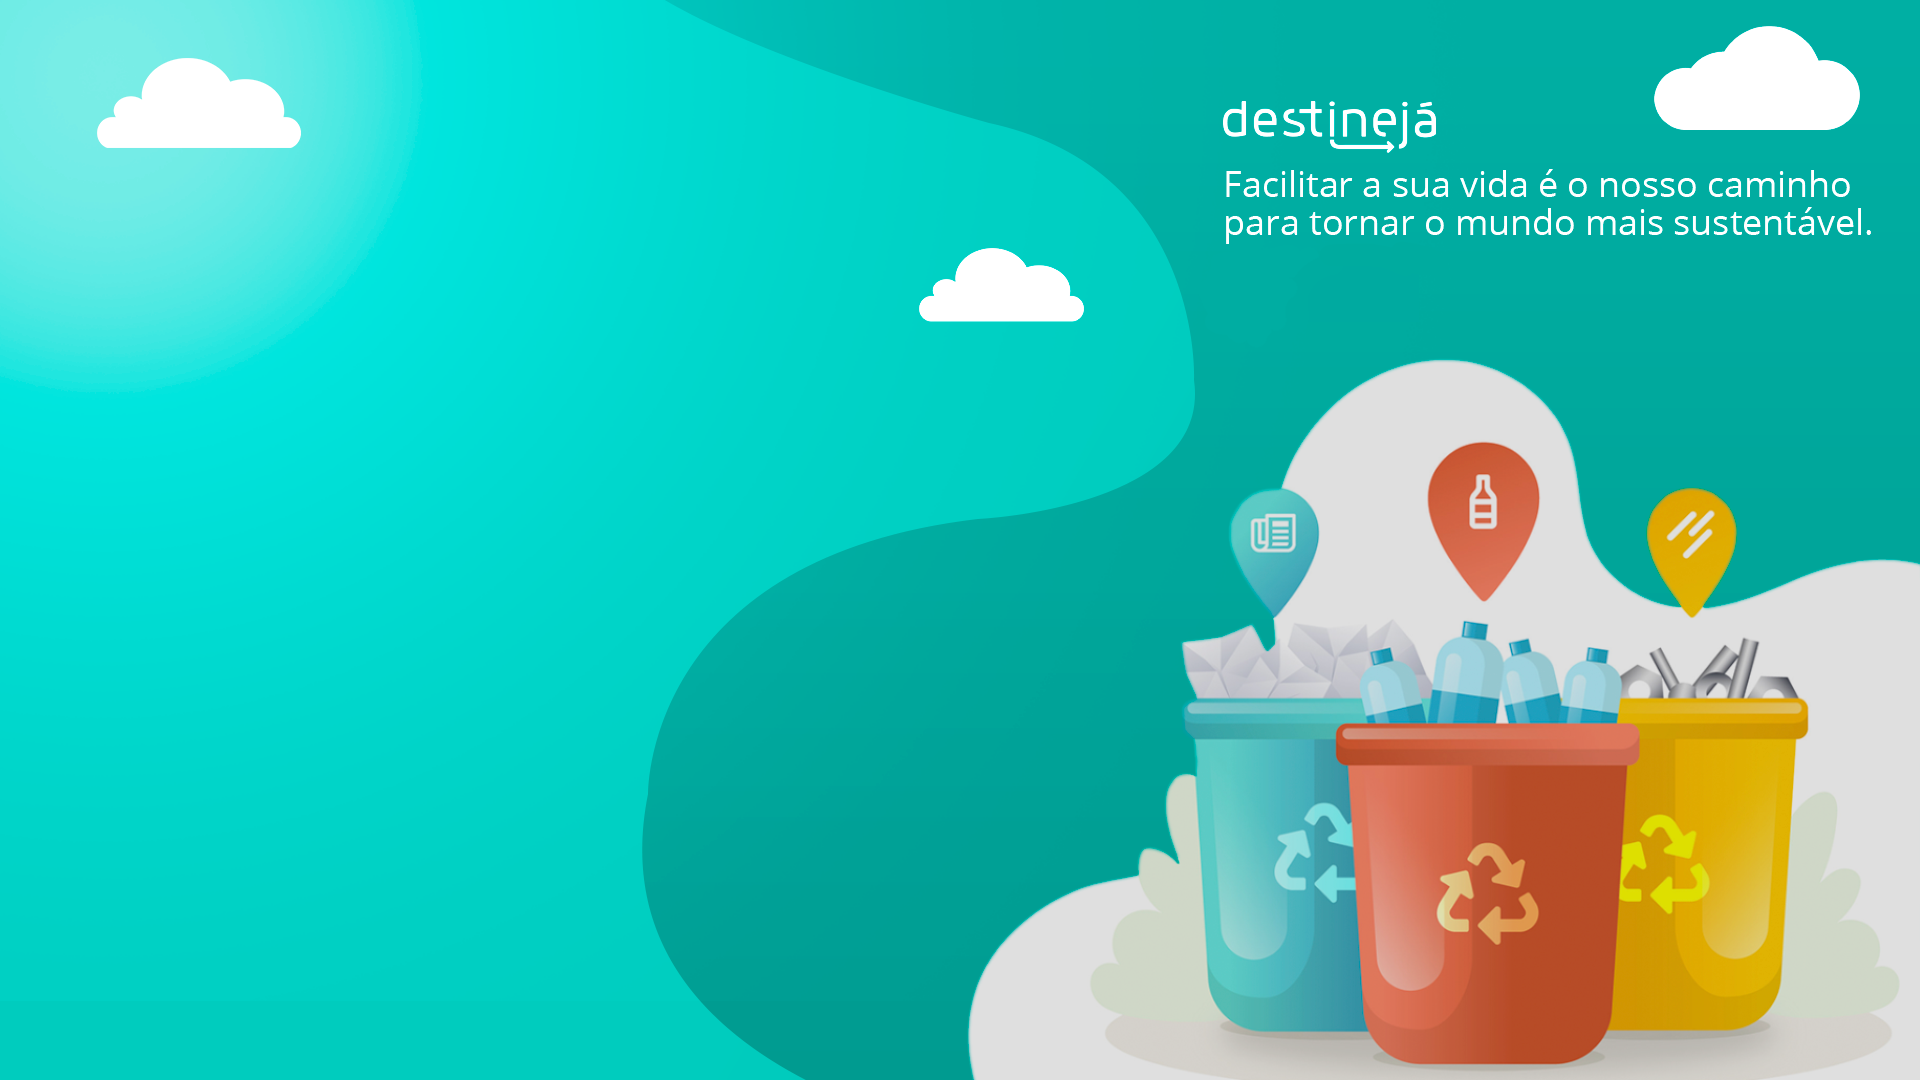 destinejá
Facilitar a sua vida é o nosso caminho
para tornar o mundo mais sustentável.